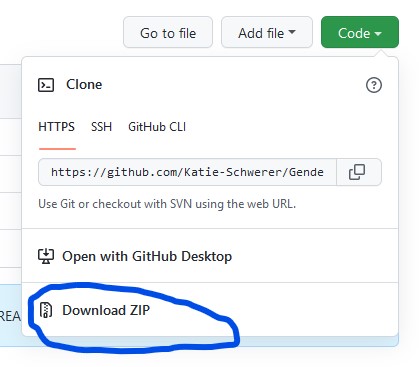 Go to file Add file Code
Clone
HTTPS SSH GitHub CLI
https://github.com/Katie-Schwerer/Gende
Use Git or checkout with SVN using the web URL.
Open with GitHub Desktop
Download ZIP
REA